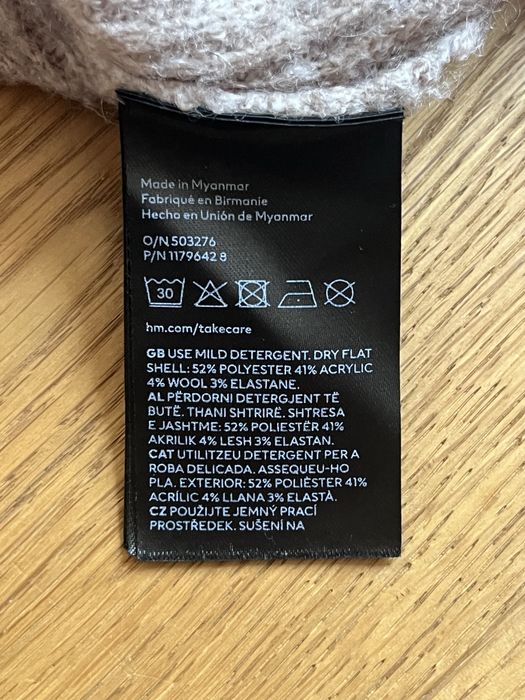 Made in Myanmar
Fabriqué en Birmanie
Hecho en Unión de Myanmar
O/N 503276
P/N 1179642 8
30
hm.com/takecare
GB USE MILD DETERGENT. DRY FLAT
SHELL: 52% POLYESTER 41% ACRYLIC
4% WOOL 3% ELASTANE.
AL PËRDORNI DETERGJENT TË
BUTË. THANI SHTRIRË. SHTRESA
E JASHTME: 52% POLIESTËR 41%
AKRILIK 4% LESH 3% ELASTAN.
CAT UTILITZEU DETERGENT PER A
ROBA DELICADA. ASSEQUEU-HO
PLA. EXTERIOR: 52% POLIÈSTER 41%
ACRÍLIC 4% LLANA 3% ELASTÀ.
CZ POUŽIJTE JEMNÝ PRACÍ
PROSTŘEDEK. SUŠENÍ NA